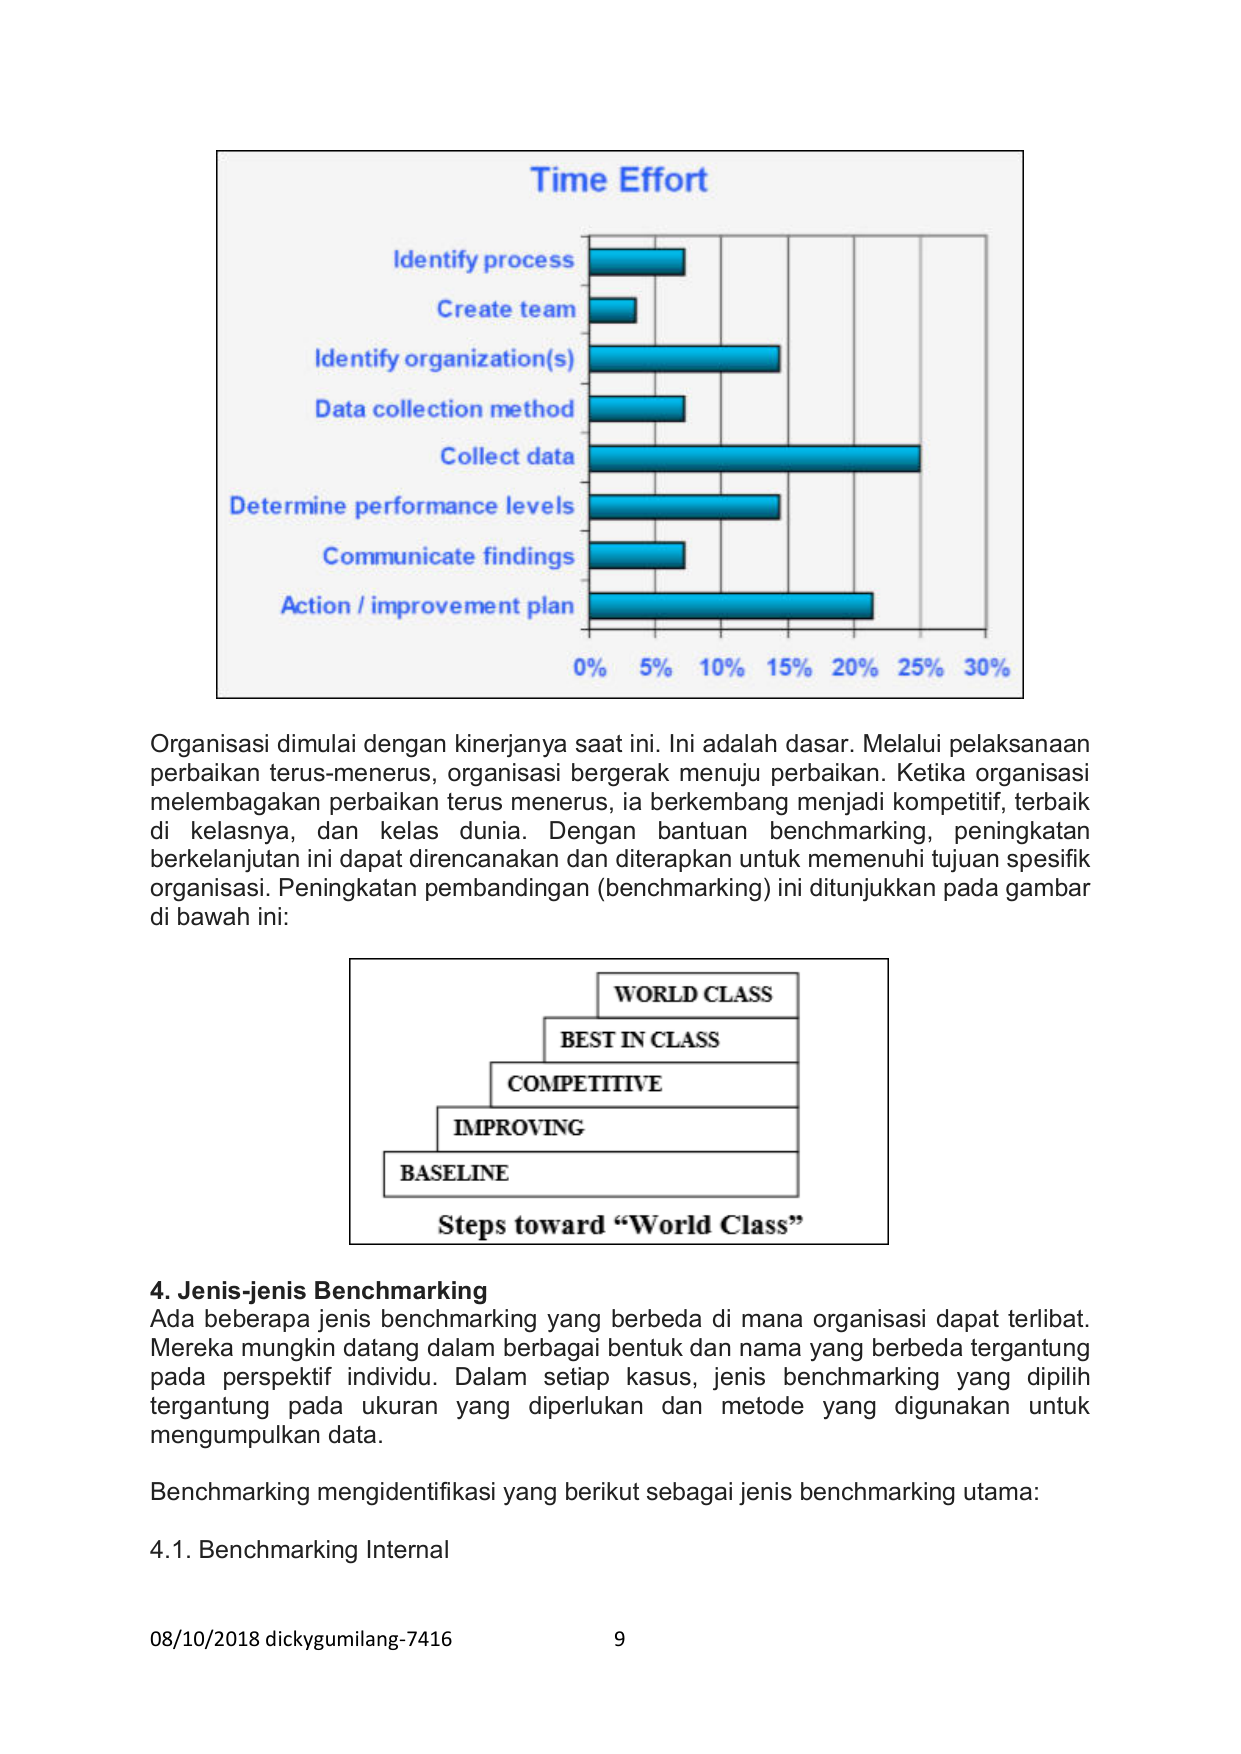 Time Effort
Identify process
Create team
Identify organization(s)
Data collection method
Collect data
Determine performance levels
Communicate findings
Action / improvement plan
0% 5% 10% 15% 20% 25% 30%
Organisasi dimulai dengan kinerjanya saat ini. Ini adalah dasar. Melalui pelaksanaan
perbaikan terus-menerus, organisasi bergerak menuju perbaikan. Ketika organisasi
melembagakan perbaikan terus menerus, ia berkembang menjadi kompetitif, terbaik
di kelasnya, dan kelas dunia. Dengan bantuan benchmarking, peningkatan
berkelanjutan ini dapat direncanakan dan diterapkan untuk memenuhi tujuan spesifik
organisasi. Peningkatan pembandingan (benchmarking) ini ditunjukkan pada gambar
di bawah ini:
WORLD CLASS
BEST IN CLASS
COMPETITIVE
IMPROVING
BASELINE
Steps toward “World Class”
4. Jenis-jenis Benchmarking
Ada beberapa jenis benchmarking yang berbeda di mana organisasi dapat terlibat.
Mereka mungkin datang dalam berbagai bentuk dan nama yang berbeda tergantung
pada perspektif individu. Dalam setiap kasus, jenis benchmarking yang dipilih
tergantung pada ukuran yang diperlukan dan metode yang digunakan untuk
mengumpulkan data.
Benchmarking mengidentifikasi yang berikut sebagai jenis benchmarking utama:
4.1. Benchmarking Internal
08/10/2018 dickygumilang-7416 9